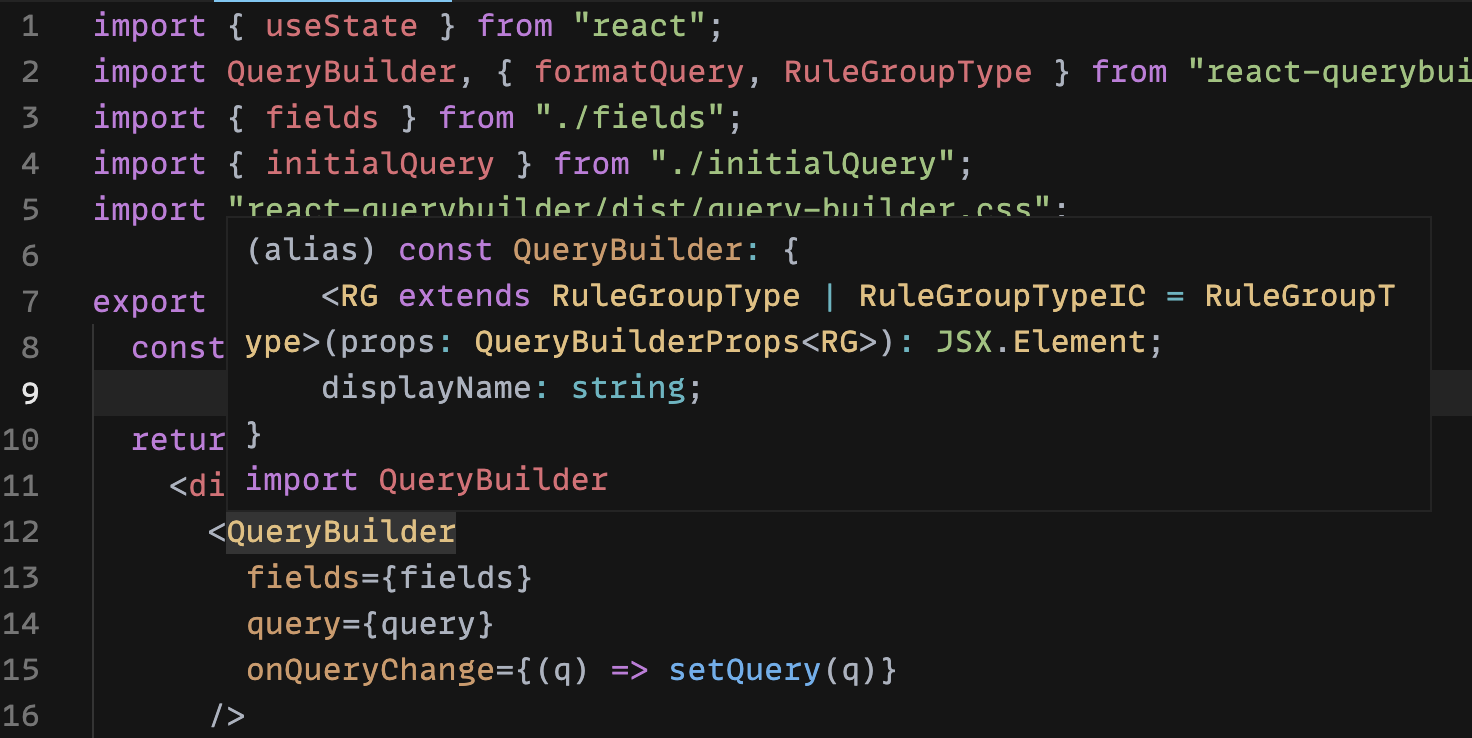 1 import { useState } from "react";
2 import QueryBuilder, { formatQuery, RuleGroupType } from "react-querybui
3 import { fields } from "./fields";
4 import { initialQuery } from "./initialQuery";
5 import "react-querybuilder/dist/query-builder.css";
6
7 export
8 const
9
10 retur
11 <di
(alias) const QueryBuilder: {
<RG extends RuleGroupType | RuleGroupTypeIC = RuleGroupT
ype>(props: QueryBuilderProps<RG>): JSX.Element;
displayName: string;
}
import QueryBuilder
12 <QueryBuilder
13 fields={fields}
14 query={query}
15 onQueryChange={(q) => setQuery(q)}
16 />